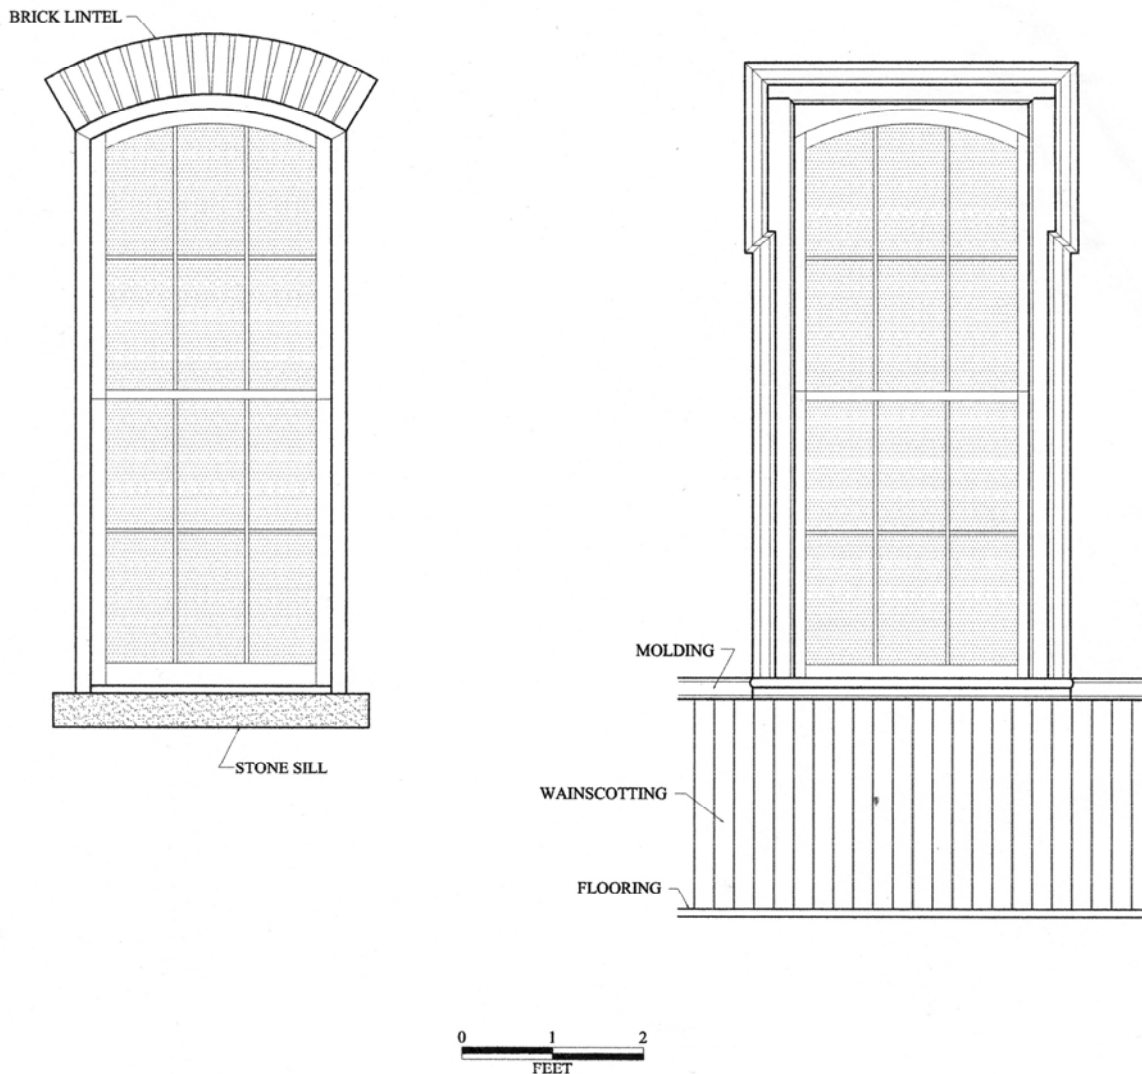 BRICK LINTEL
MOLDING
STONE SILL
WAINSCOTTING
FLOORING
0 1 2
FEET